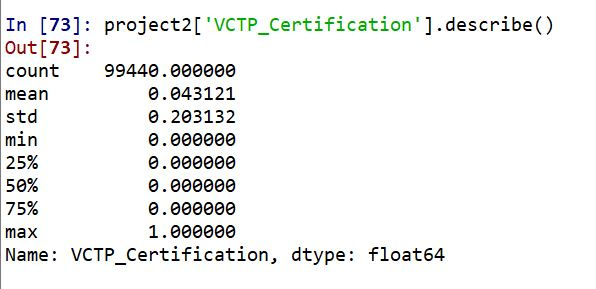 In [73]: project2['VCTP_Certification'].describe()
Out[73]:
count    99440.000000
mean         0.043121
std          0.203132
min          0.000000
25%          0.000000
50%          0.000000
75%          0.000000
max          1.000000
Name: VCTP_Certification, dtype: float64